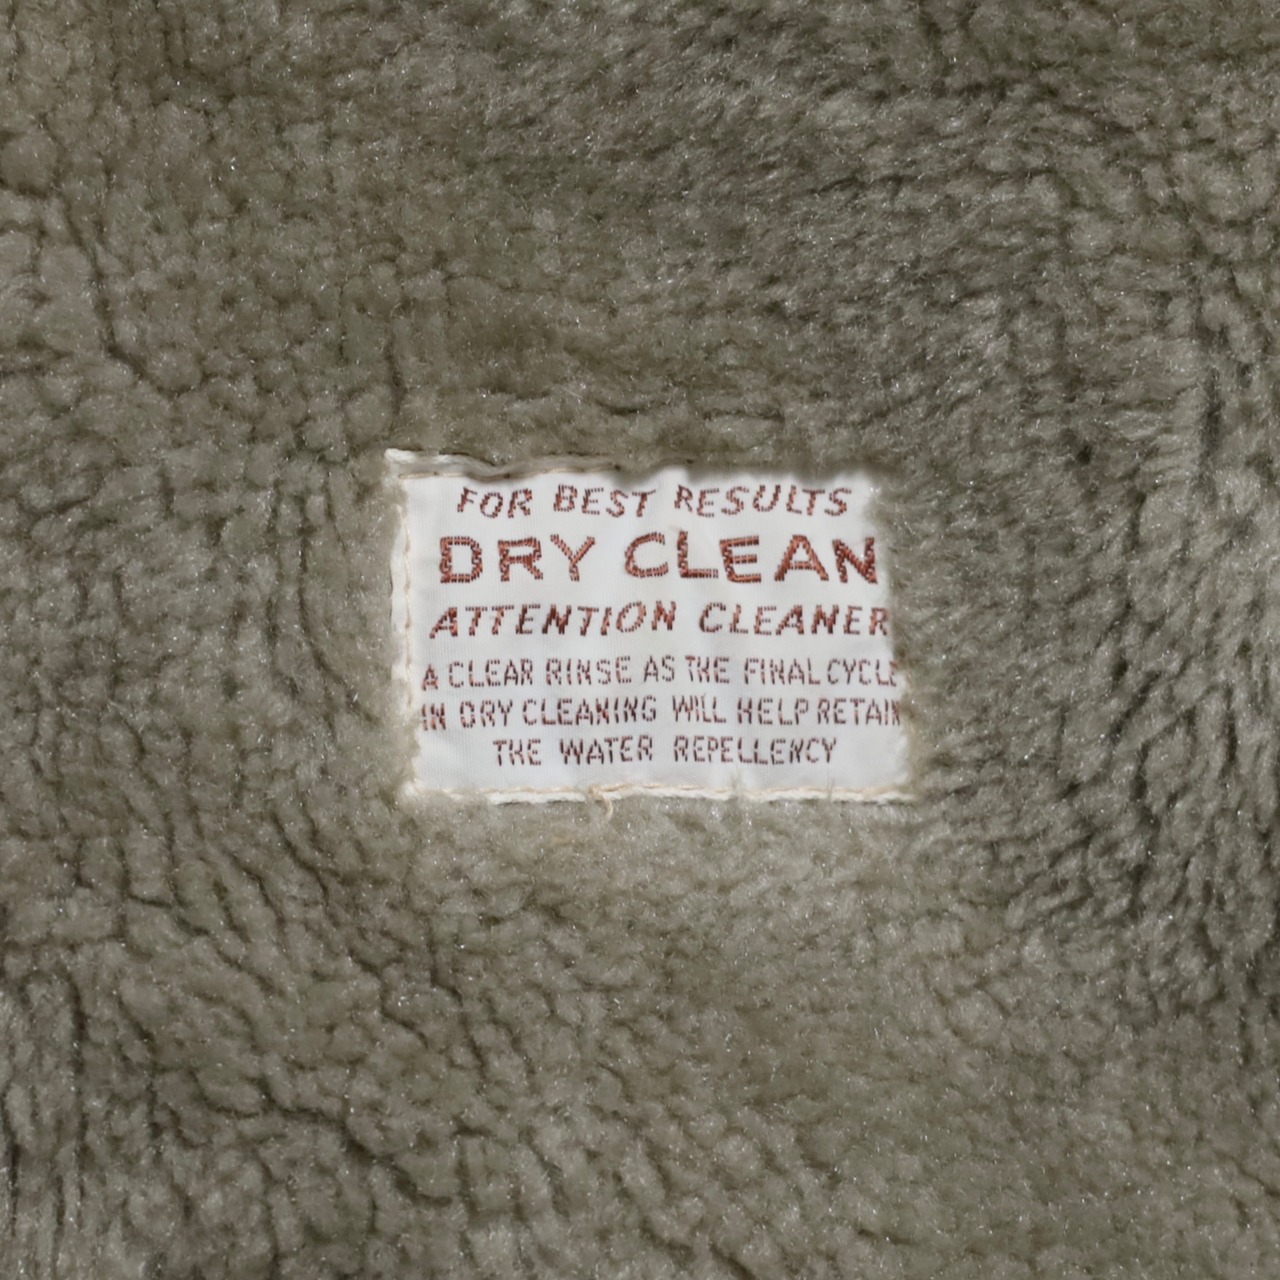 FOR BEST RESULTS
DRY CLEAN
ATTENTION CLEANER
A CLEAR RINSE AS THE FINAL CYCLE
IN DRY CLEANING WILL HELP RETAIN
THE WATER REPELLENCY